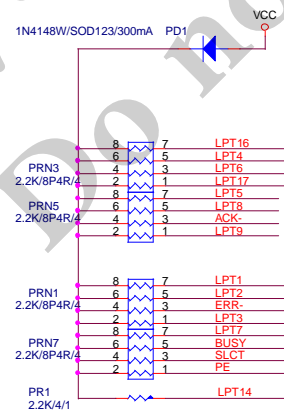 VCC
1N4148W/SOD123/300mA PD1
8 7 LPT16
6 5 LPT4
PRN3 4 3 LPT6
2.2K/8P4R/4 2 1 LPT17
8 7 LPT5
PRN5 6 5 LPT8
2.2K/8P4R/4 4 3 ACK-
2 1 LPT9
8 7 LPT1
PRN1 6 5 LPT2
2.2K/8P4R/4 4 3 ERR-
2 1 LPT3
8 7 LPT7
PRN7 6 5 BUSY
2.2K/8P4R/4 4 3 SLCT
2 1 PE
PR1 LPT14
2.2K/4/1
Do no